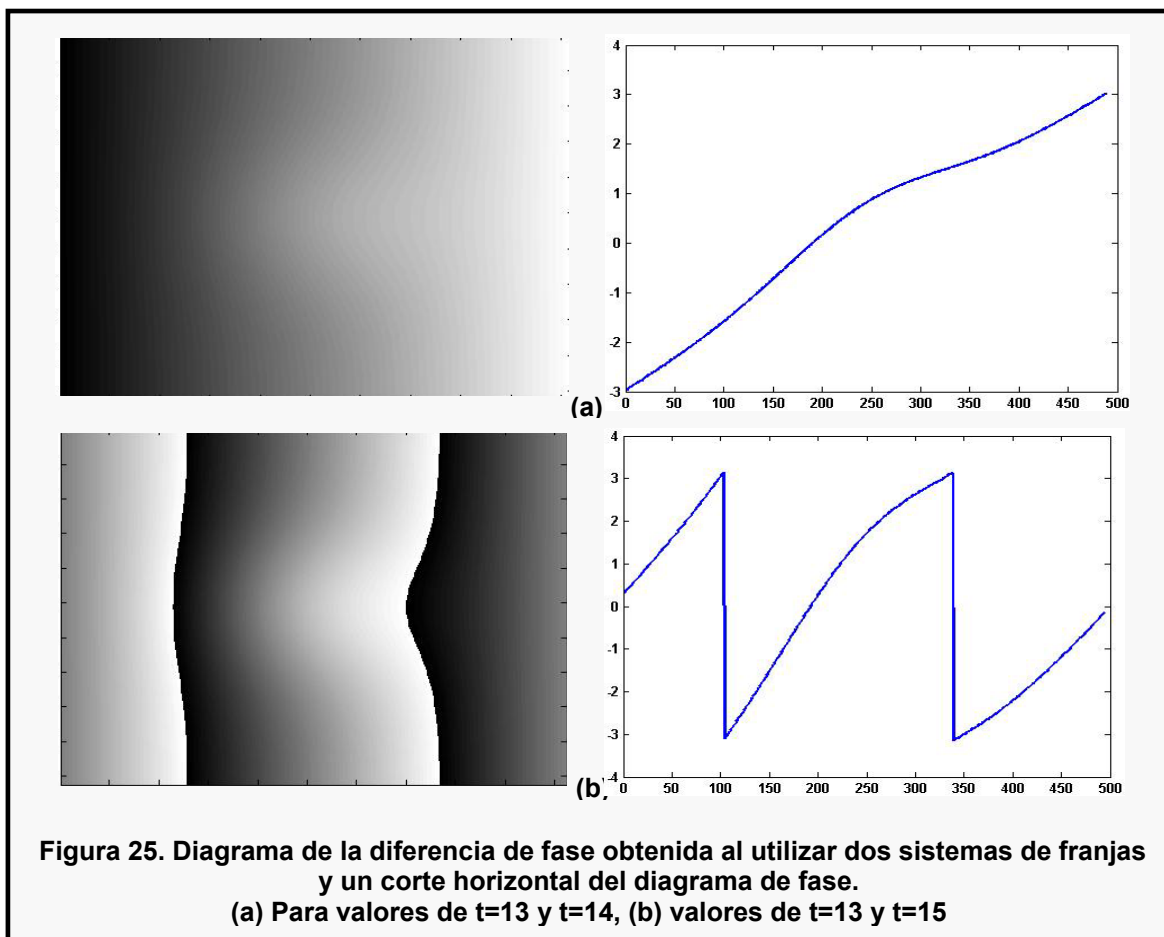 4
3
2
1
0
-1
-2
-3
0 50 100 150 200 250 300 350 400 450 500
(a)
4
3
2
1
0
-1
-2
-3
-4
0 50 100 150 200 250 300 350 400 450 500
(b)
Figura 25. Diagrama de la diferencia de fase obtenida al utilizar dos sistemas de franjas
y un corte horizontal del diagrama de fase.
(a) Para valores de t=13 y t=14, (b) valores de t=13 y t=15